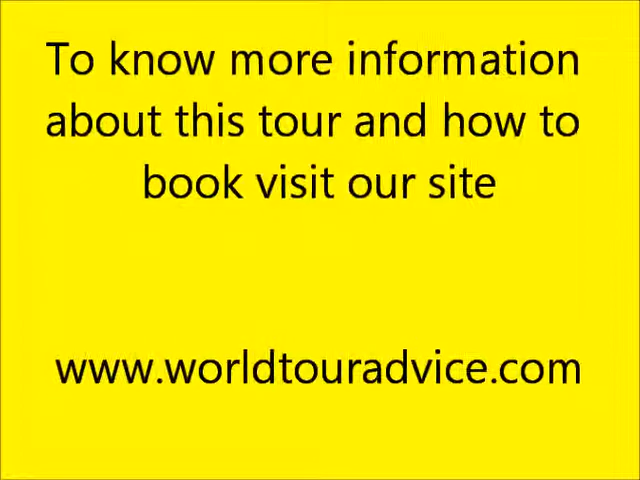 To know more information
about this tour and how to
book visit our site
www.worldtouradvice.com